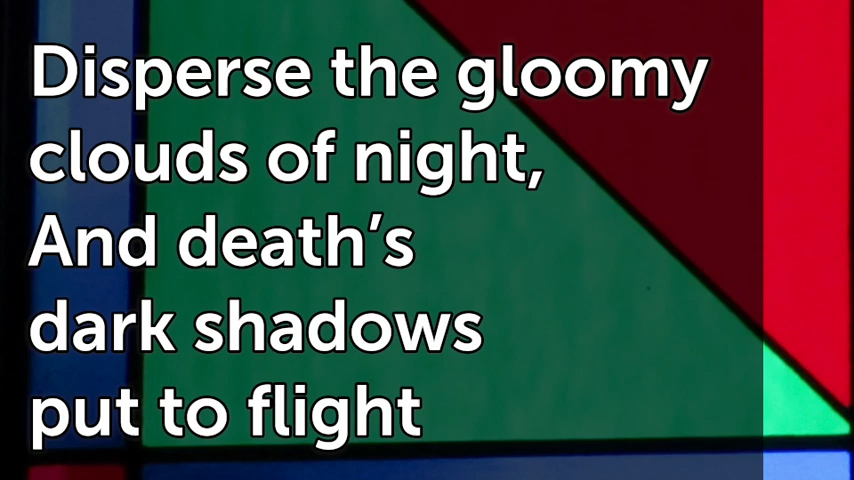 Disperse the gloomy
clouds of night,
And death’s
dark shadows
put to flight